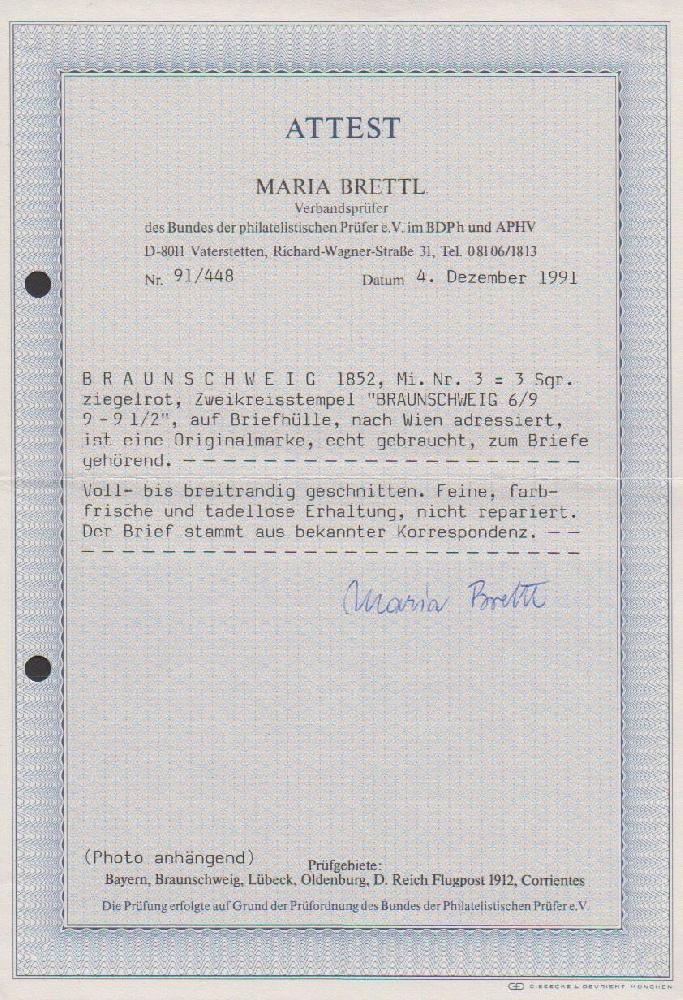 ATTEST
MARIA BRETTL
Verbandsprüfer
des Bundes der philatelistischen Prüfer e.V. im BDPh und APHV
D-8011 Vaterstetten, Richard-Wagner-Straße 31, Tel. 08106/1813
Nr. 91/448 Datum 4. Dezember 1991
B R A U N S C H W E I G 1852, Mi. Nr. 3 = 3 Sgr.
ziegelrot, Zweikreisstempel "BRAUNSCHWEIG 6/9
9 - 9 1/2", auf Briefhülle, nach Wien adressiert,
ist eine Originalmarke, echt gebraucht, zum Briefe
gehörend. — — — — — — — — — — — — — — — — — — —
Voll- bis breitrandig geschnitten. Feine, farb-
frische und tadellose Erhaltung, nicht repariert.
Der Brief stammt aus bekannter Korrespondenz. — —
— — — — — — — — — — — — — — — — — — — — — — — —
Maria Brettl
(Photo anhängend)
Prüfgebiete:
Bayern, Braunschweig, Lübeck, Oldenburg, D. Reich Flugpost 1912, Corrientes
Die Prüfung erfolgte auf Grund der Prüfordnung des Bundes der Philatelistischen Prüfer e.V.
GD GIESECKE & DEVRIENT MÜNCHEN